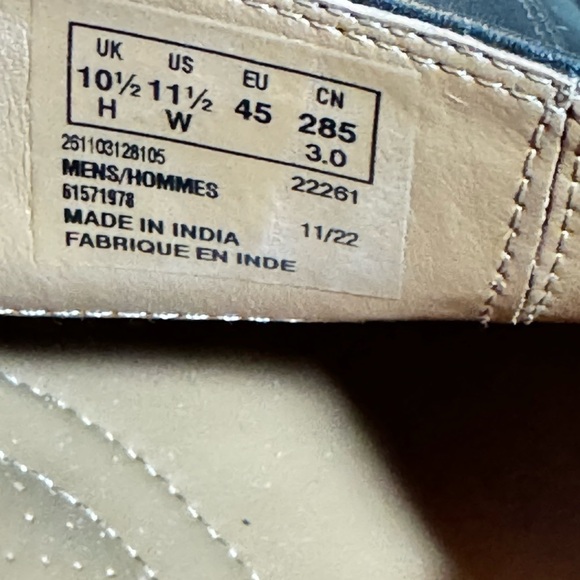 UK US EU CN
10½ 11½ 45 285
H W 3.0
261103128105
MENS/HOMMES 22261
61571978
MADE IN INDIA 11/22
FABRIQUE EN INDE